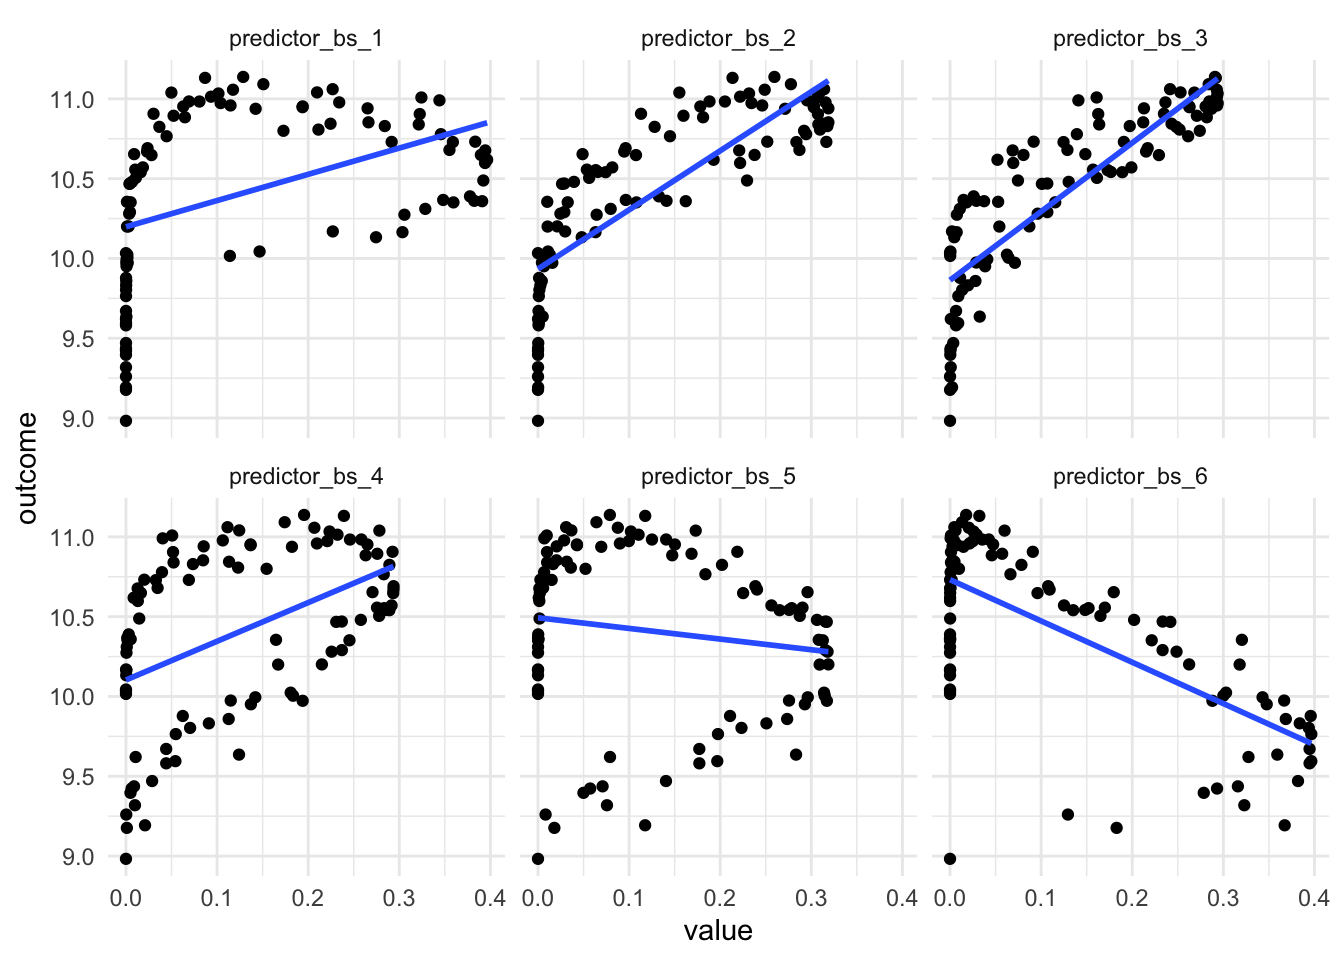 predictor_bs_1
predictor_bs_2
predictor_bs_3
11.0
10.5
10.0
9.5
9.0
outcome
predictor_bs_4
predictor_bs_5
predictor_bs_6
11.0
10.5
10.0
9.5
9.0
0.0 0.1 0.2 0.3 0.4
0.0 0.1 0.2 0.3 0.4
0.0 0.1 0.2 0.3 0.4
value